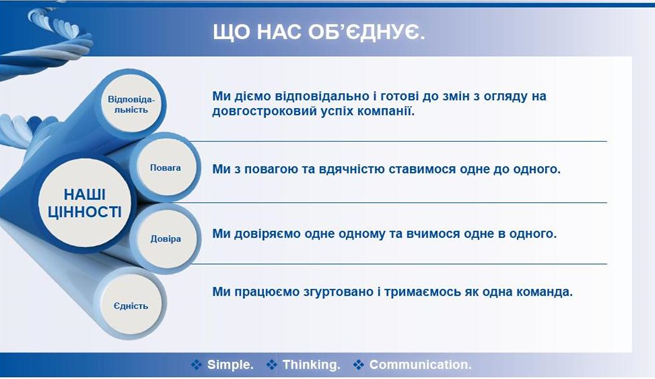 ЩО НАС ОБ’ЄДНУЄ.
НАШІ
ЦІННОСТІ
Відповіда-
льність
Ми діємо відповідально і готові до змін з огляду на
довгостроковий успіх компанії.
Повага
Ми з повагою та вдячністю ставимося одне до одного.
Довіра
Ми довіряємо одне одному та вчимося одне в одного.
Єдність
Ми працюємо згуртовано і тримаємось як одна команда.
❖ Simple. ❖ Thinking. ❖ Communication.